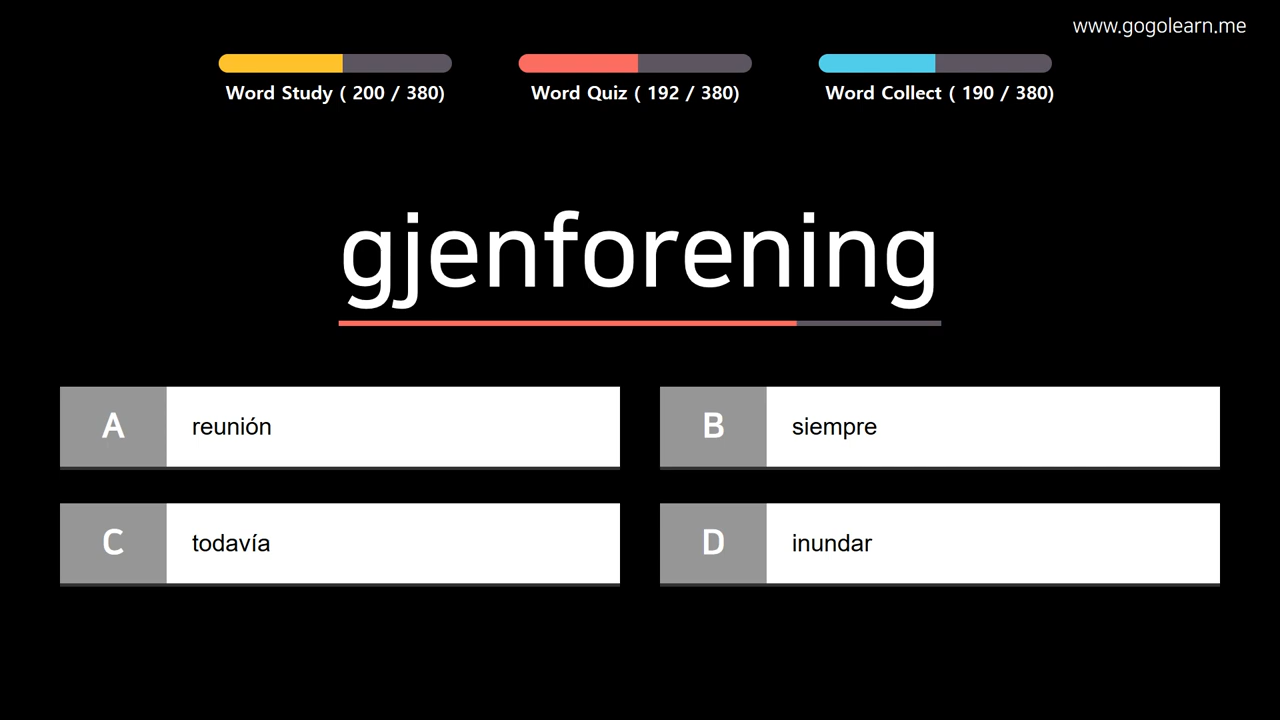 www.gogolearn.me
Word Study ( 200 / 380)
Word Quiz ( 192 / 380)
Word Collect ( 190 / 380)
gjenforening
A reunión
B siempre
C todavía
D inundar